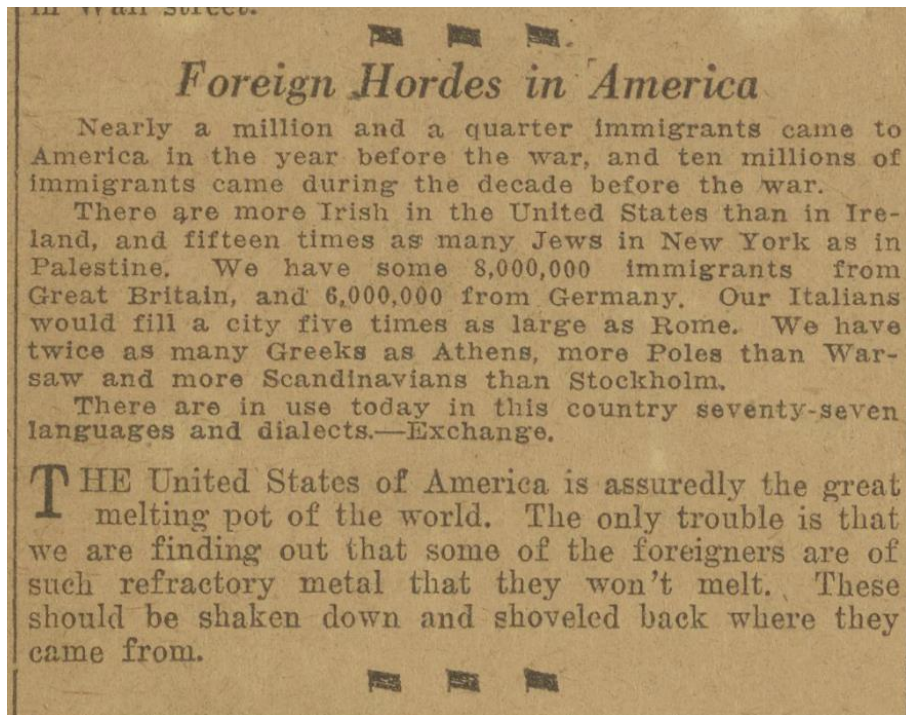 in Wall street.
Foreign Hordes in America
Nearly a million and a quarter immigrants came to
America in the year before the war, and ten millions of
immigrants came during the decade before the war.
There are more Irish in the United States than in Ire-
land, and fifteen times as many Jews in New York as in
Palestine. We have some 8,000,000 immigrants from
Great Britain, and 6,000,000 from Germany. Our Italians
would fill a city five times as large as Rome. We have
twice as many Greeks as Athens, more Poles than War-
saw and more Scandinavians than Stockholm.
There are in use today in this country seventy-seven
languages and dialects.—Exchange.
THE United States of America is assuredly the great
melting pot of the world. The only trouble is that
we are finding out that some of the foreigners are of
such refractory metal that they won't melt. These
should be shaken down and shoveled back where they
came from.